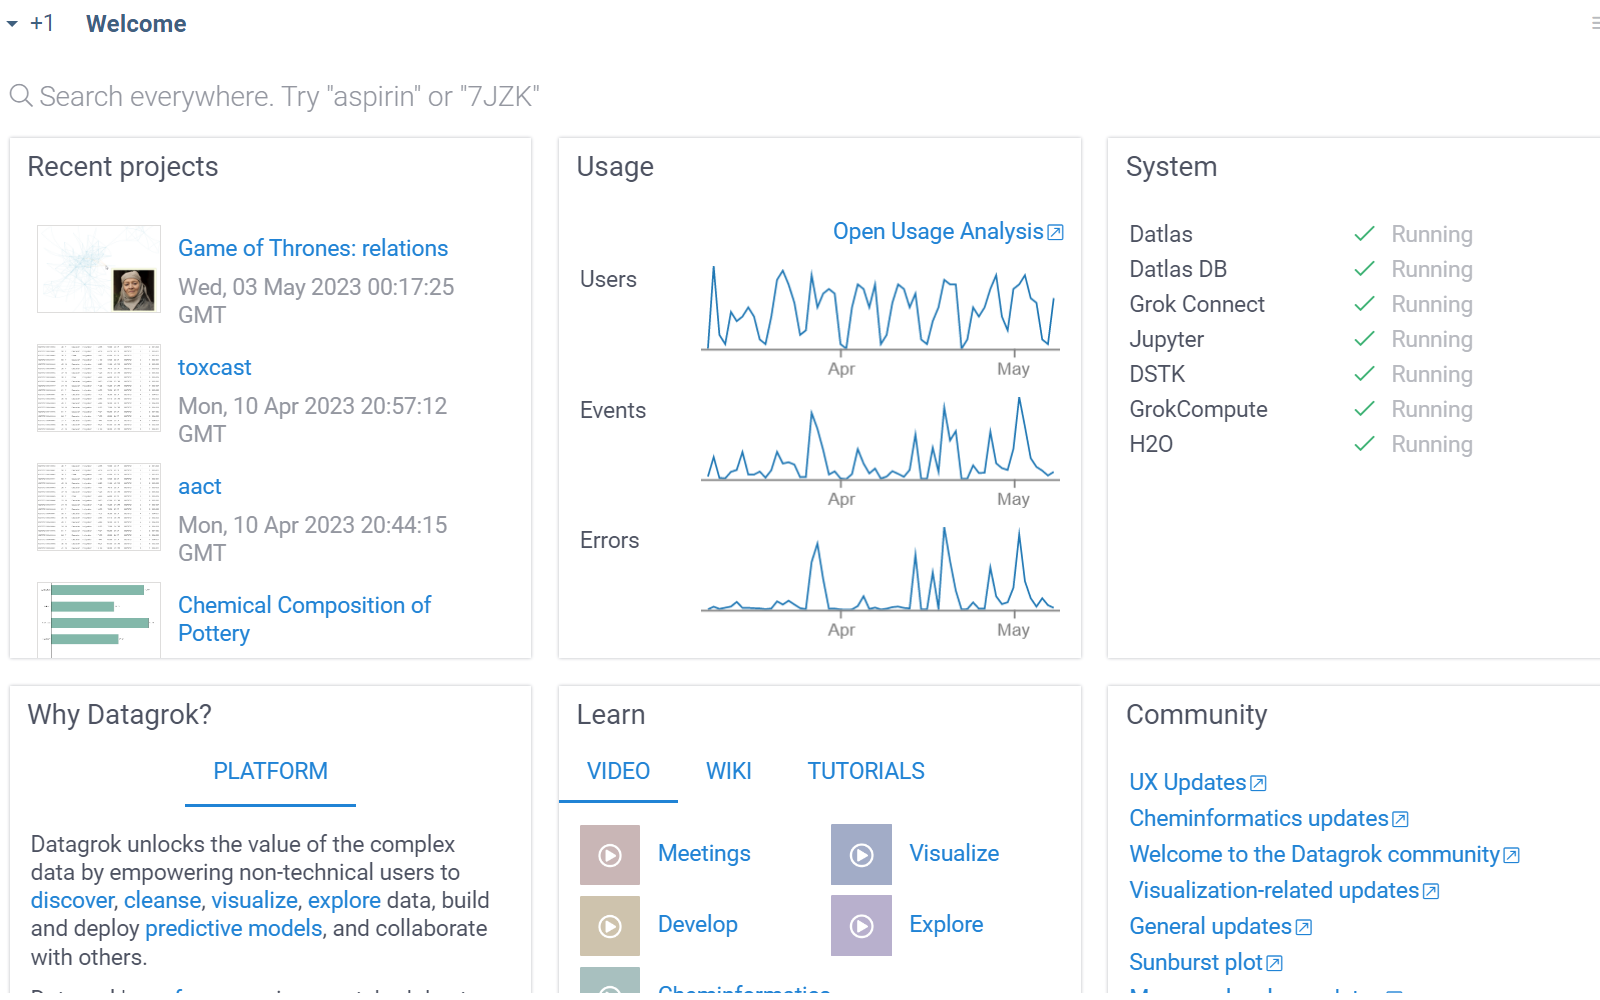 +1 Welcome
Search everywhere. Try "aspirin" or "7JZK"
Recent projects
Game of Thrones: relations
Wed, 03 May 2023 00:17:25
GMT
toxcast
Mon, 10 Apr 2023 20:57:12
GMT
aact
Mon, 10 Apr 2023 20:44:15
GMT
Chemical Composition of
Pottery
Usage
Open Usage Analysis
Users
Apr May
Events
Apr May
Errors
Apr May
System
Datlas Running
Datlas DB Running
Grok Connect Running
Jupyter Running
DSTK Running
GrokCompute Running
H2O Running
Why Datagrok?
PLATFORM
Datagrok unlocks the value of the complex
data by empowering non-technical users to
discover, cleanse, visualize, explore data, build
and deploy predictive models, and collaborate
with others.
Learn
VIDEO WIKI TUTORIALS
Meetings Visualize
Develop Explore
Cheminformatics
Community
UX Updates
Cheminformatics updates
Welcome to the Datagrok community
Visualization-related updates
General updates
Sunburst plot